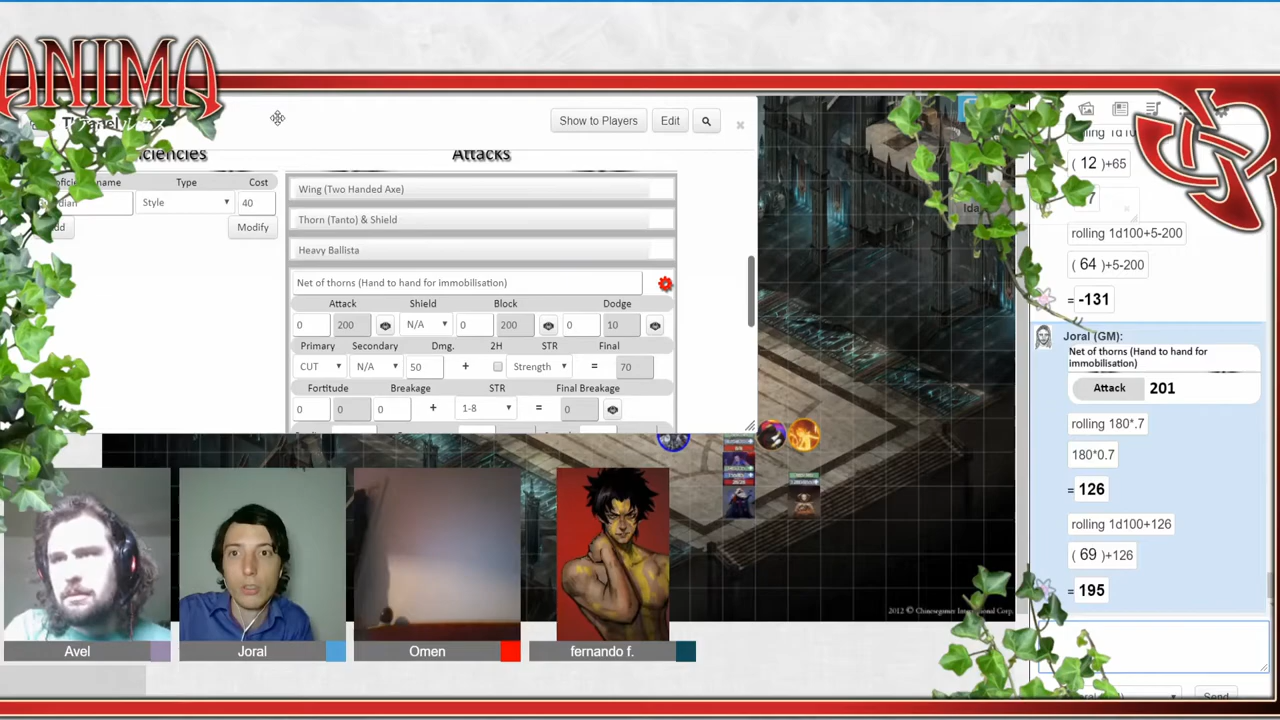 ANIMA
Show to Players
Edit
iciencies
Attacks
name
Type
Cost
Style
40
Modify
Wing (Two Handed Axe)
Thorn (Tanto) & Shield
Heavy Ballista
Net of thorns (Hand to hand for immobilisation)
Attack
Shield
Block
Dodge
0
200
N/A
0
200
0
10
Primary
Secondary
Dmg.
2H
STR
Final
CUT
N/A
50
+
Strength
=
70
Fortitude
Breakage
STR
Final Breakage
0
0
0
+
1-8
=
0
( 12 )+65
rolling 1d100+5-200
( 64 )+5-200
= -131
Joral (GM):
Net of thorns (Hand to hand for
immobilisation)
Attack 201
rolling 180*.7
180*0.7
= 126
rolling 1d100+126
( 69 )+126
= 195
Send
2012 © Chinesegamer International Corp.
Avel
Joral
Omen
fernando f.